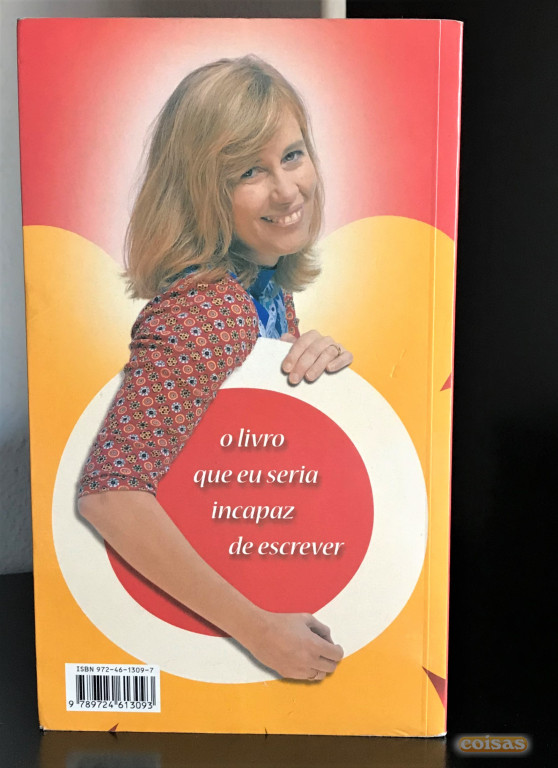 o livro
que eu seria
incapaz
de escrever
ISBN 972-46-1309-7
9 789724 613093
coisas